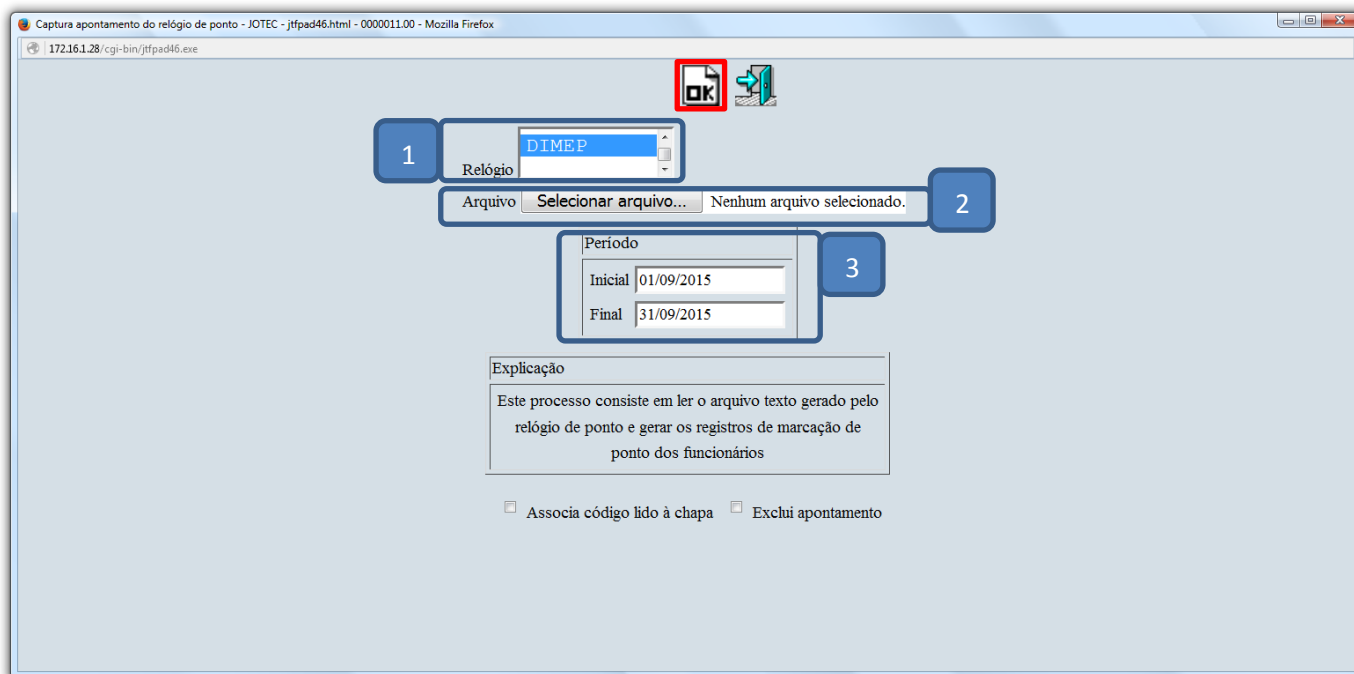 Captura apontamento do relógio de ponto - JOTEC - jtfpad46.html - 0000011.00 - Mozilla Firefox
172.16.1.28/cgi-bin/jtfpad46.exe
OK
1
DIMEP
Relógio
Arquivo Selecionar arquivo... Nenhum arquivo selecionado.
2
Período
3
Inicial 01/09/2015
Final 31/09/2015
Explicação
Este processo consiste em ler o arquivo texto gerado pelo
relógio de ponto e gerar os registros de marcação de
ponto dos funcionários
Associa código lido à chapa Exclui apontamento